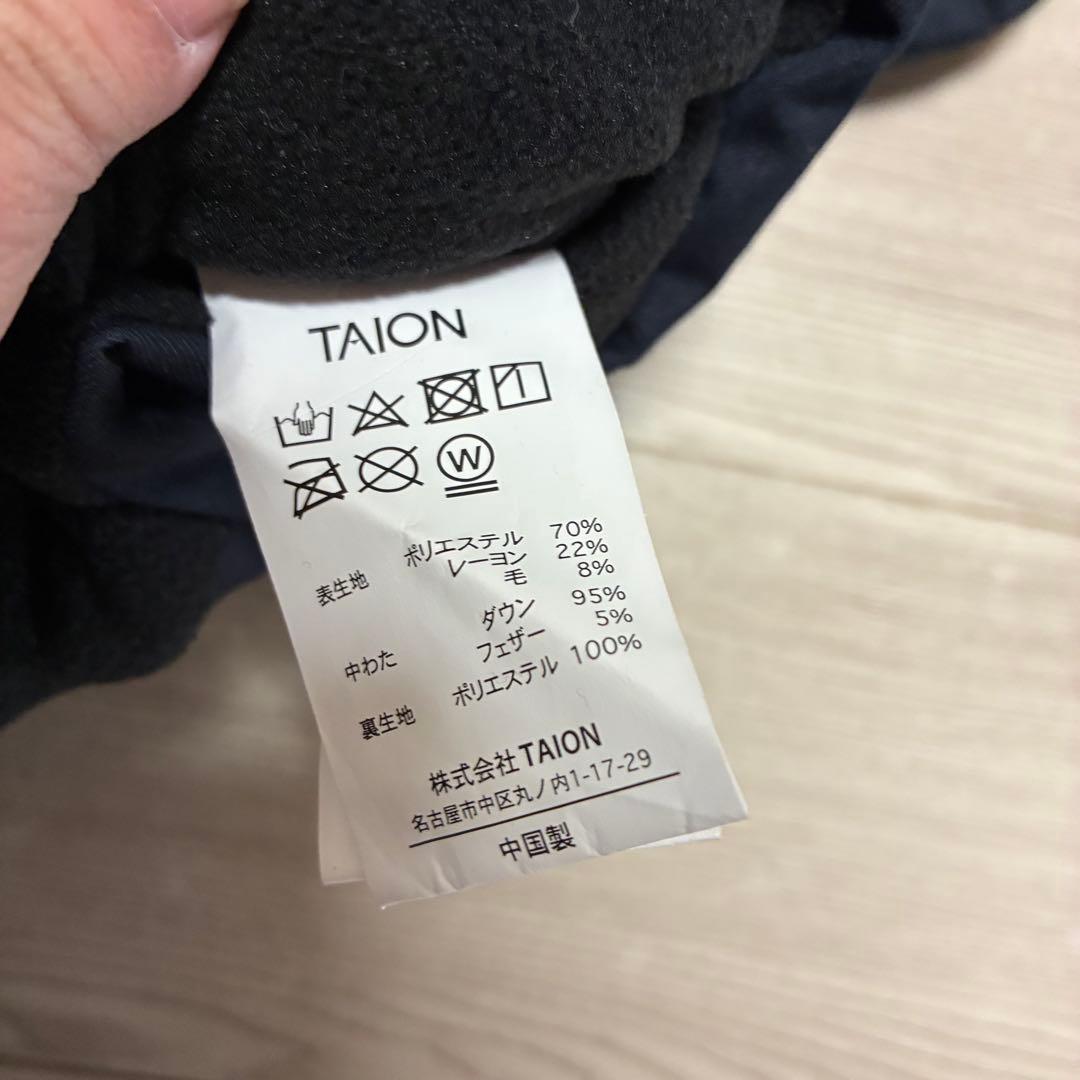 TAION
W
表生地 ポリエステル 70%
レーヨン 22%
毛 8%
中わた ダウン 95%
フェザー 5%
裏生地 ポリエステル 100%
株式会社TAION
名古屋市中区丸ノ内1-17-29
中国製